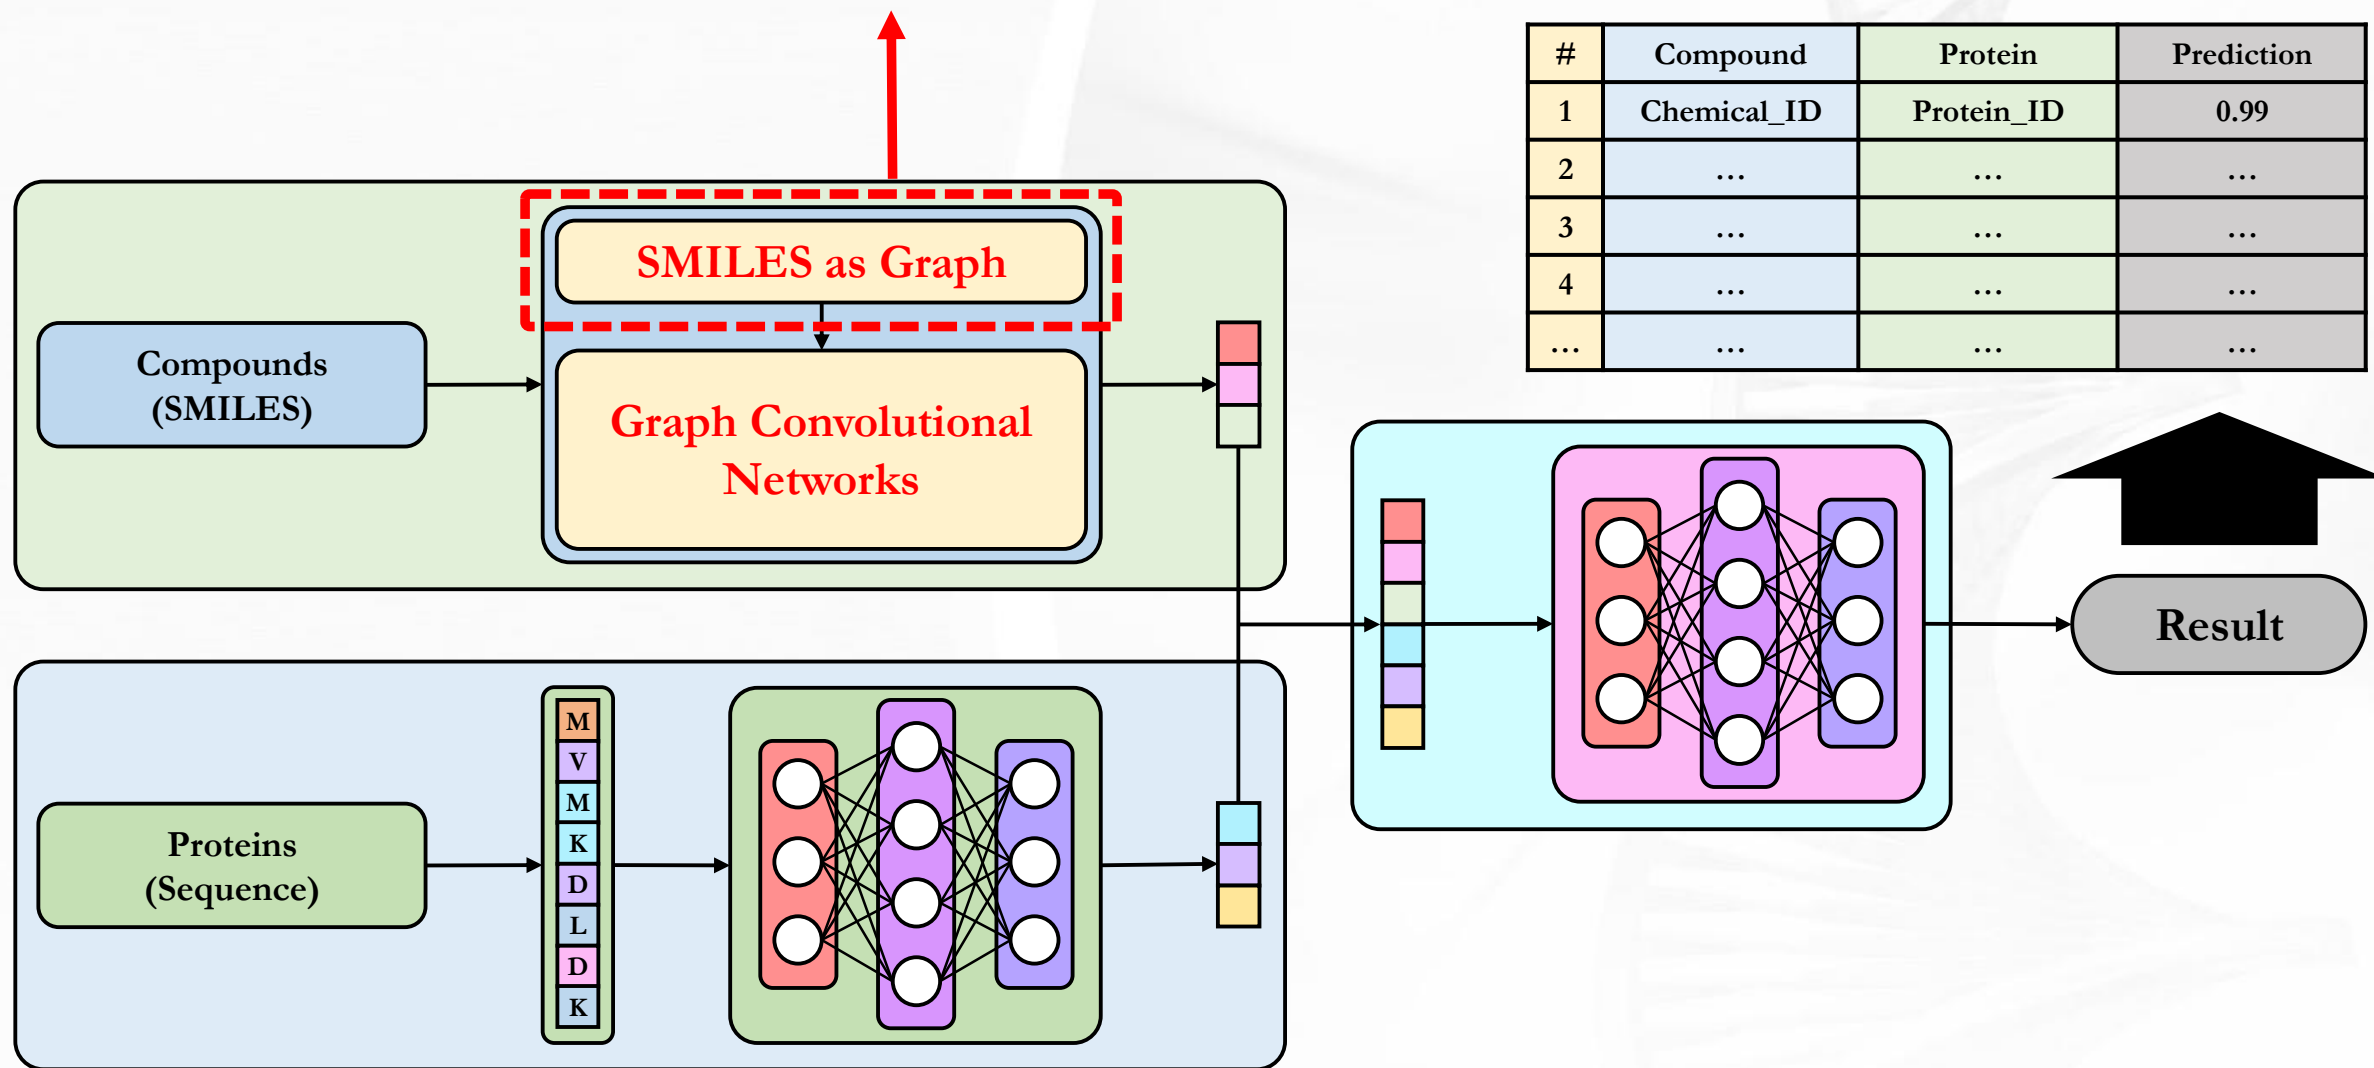 # Compound Protein Prediction
1 Chemical_ID Protein_ID 0.99
2 ... ... ...
3 ... ... ...
4 ... ... ...
... ... ... ...
SMILES as Graph
Compounds
(SMILES)
Graph Convolutional
Networks
Result
Proteins
(Sequence)
M
V
M
K
D
L
D
K